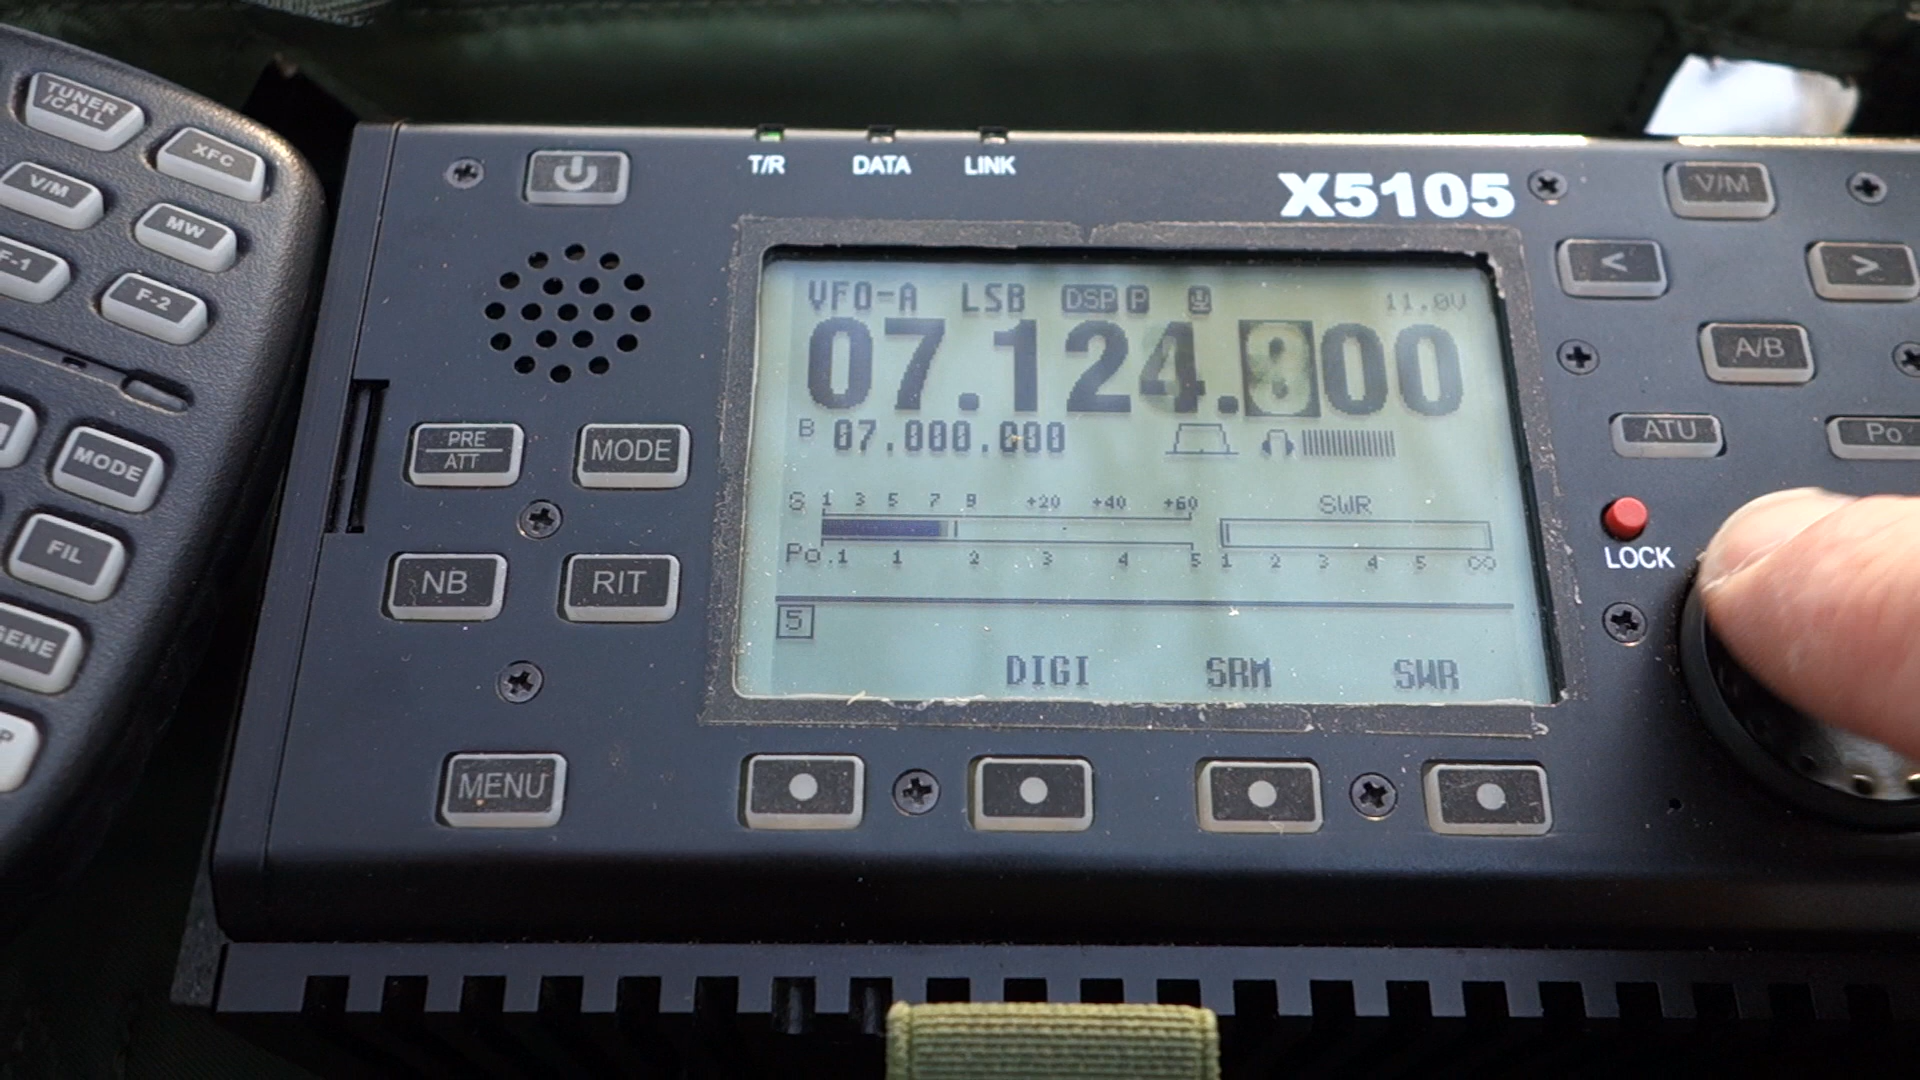 TUNER
/CALL
XFC
V/M
MW
F-1
F-2
MODE
FIL
T/R DATA LINK
X5105
V/M
< >
A/B
ATU Po
LOCK
PRE
ATT
MODE
NB RIT
MENU
VFO-A LSB DSP P 11.0V
07.124.800
B 07.000.000
S 1 3 5 7 9 +20 +40 +60 SWR
Po .1 1 2 3 4 5 1 2 3 4 5 ∞
5
DIGI SRM SWR